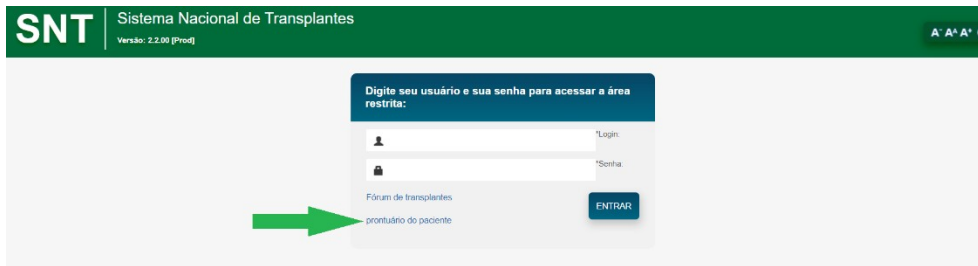 SNT
Sistema Nacional de Transplantes
Versão: 2.2.00 [Prod]
A- AA A+
Digite seu usuário e sua senha para acessar a área
restrita:
*Login:
*Senha:
Fórum de transplantes
ENTRAR
prontuário do paciente